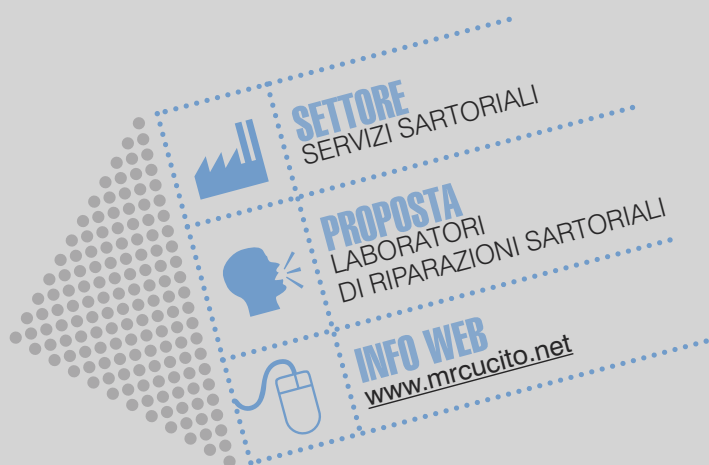 SETTORE
SERVIZI SARTORIALI
PROPOSTA
LABORATORI
DI RIPARAZIONI SARTORIALI
INFO WEB
www.mrcucito.net